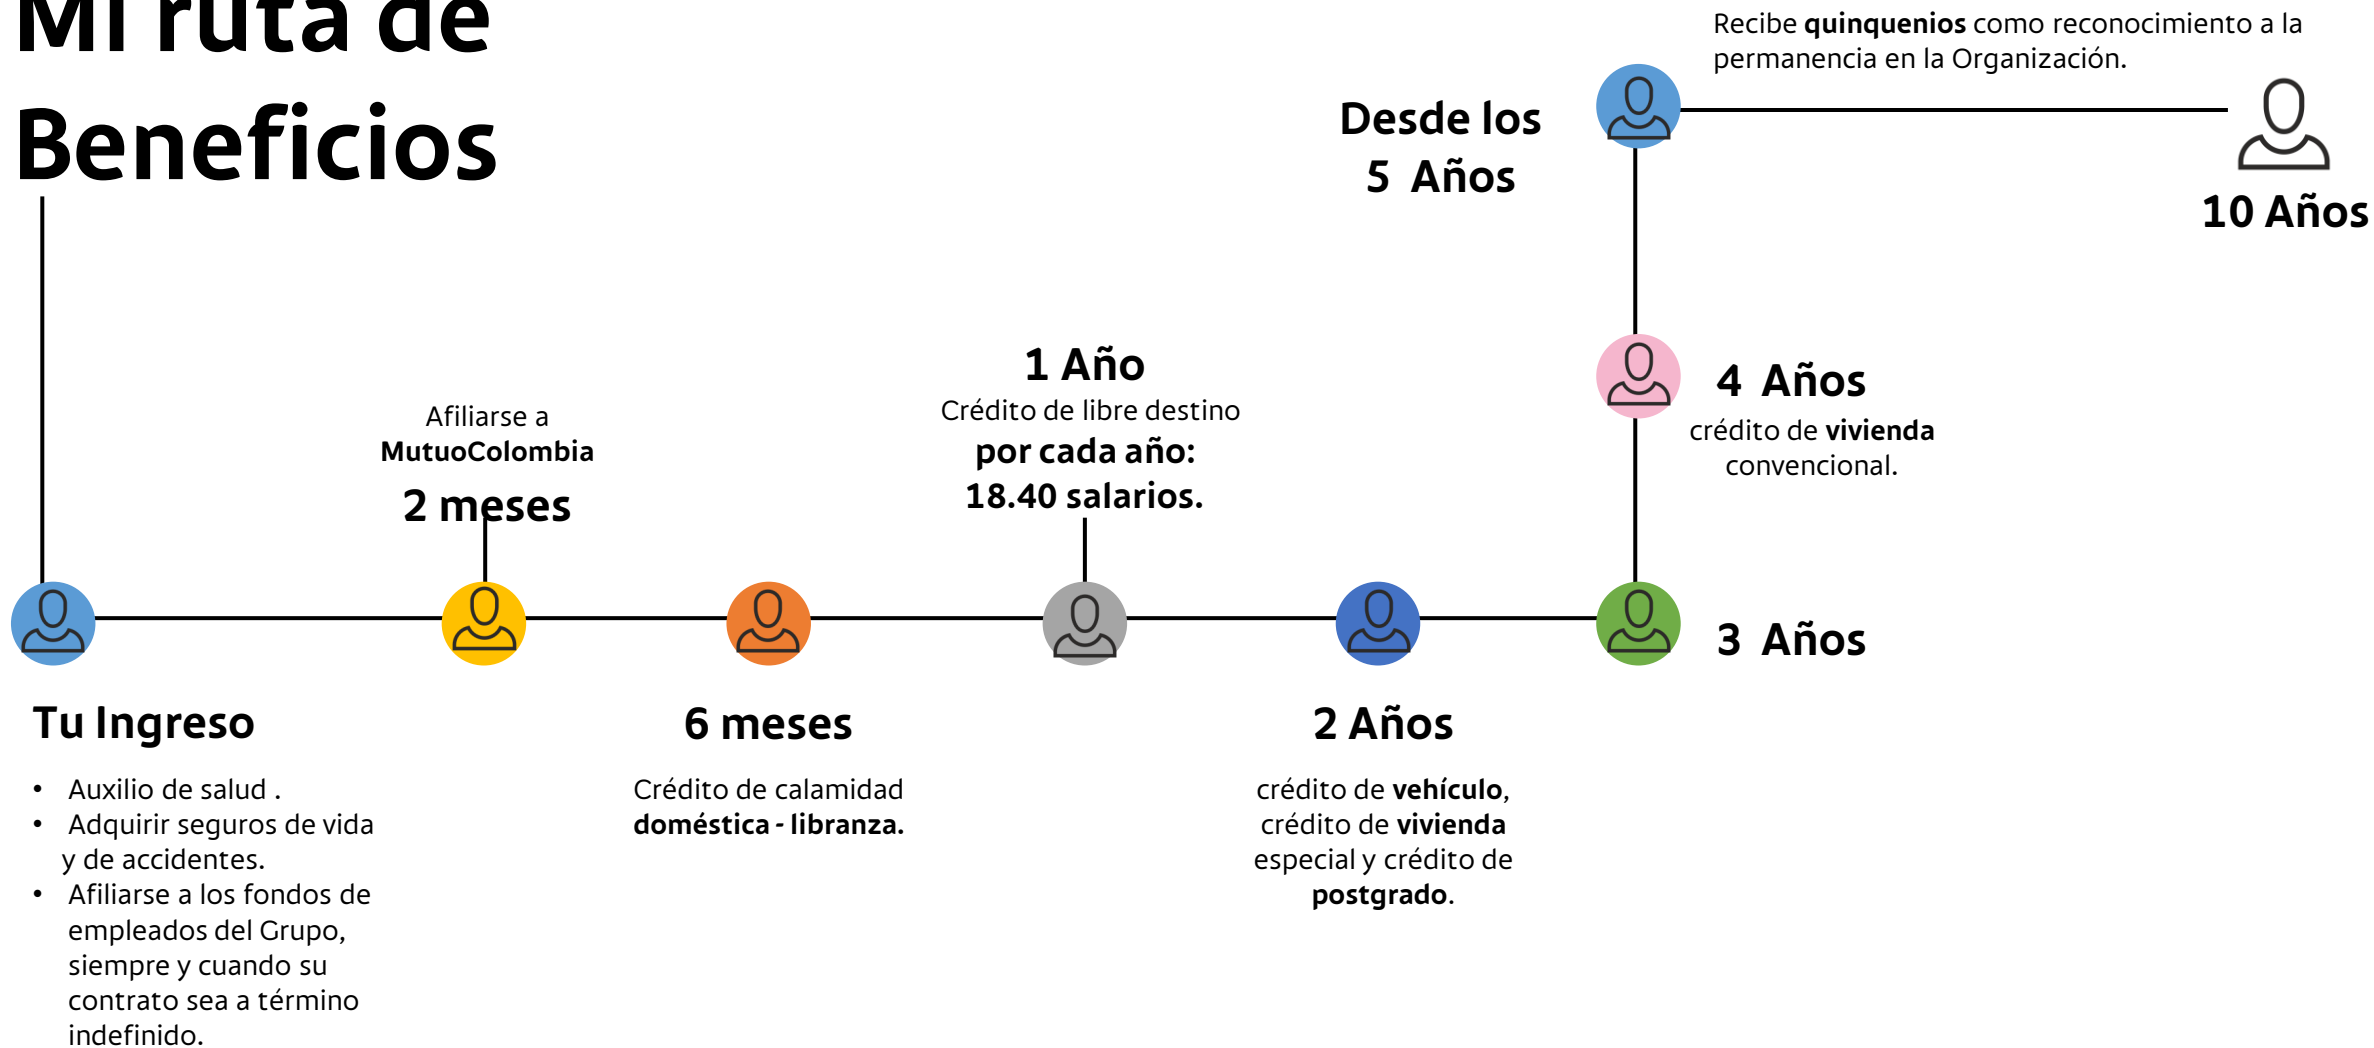 Mi ruta de
Beneficios
Tu Ingreso
• Auxilio de salud .
• Adquirir seguros de vida
y de accidentes.
• Afiliarse a los fondos de
empleados del Grupo,
siempre y cuando su
contrato sea a término
indefinido.
Afiliarse a
MutuoColombia
2 meses
6 meses
Crédito de calamidad
doméstica - libranza.
1 Año
Crédito de libre destino
por cada año:
18.40 salarios.
2 Años
crédito de vehículo,
crédito de vivienda
especial y crédito de
postgrado.
3 Años
4 Años
crédito de vivienda
convencional.
Desde los
5 Años
Recibe quinquenios como reconocimiento a la
permanencia en la Organización.
10 Años